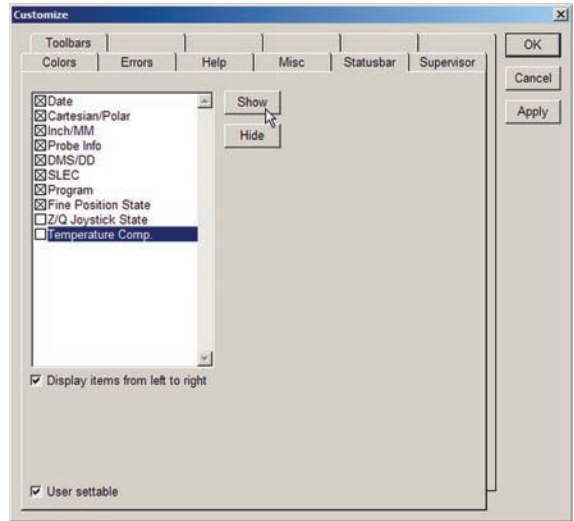 Customize
Toolbars
Colors Errors Help Misc Statusbar Supervisor
OK
Cancel
Apply
Date
Cartesian/Polar
Inch/MM
Probe Info
DMS/DD
SLEC
Program
Fine Position State
Z/Q Joystick State
Temperature Comp.
Show
Hide
Display items from left to right
User settable